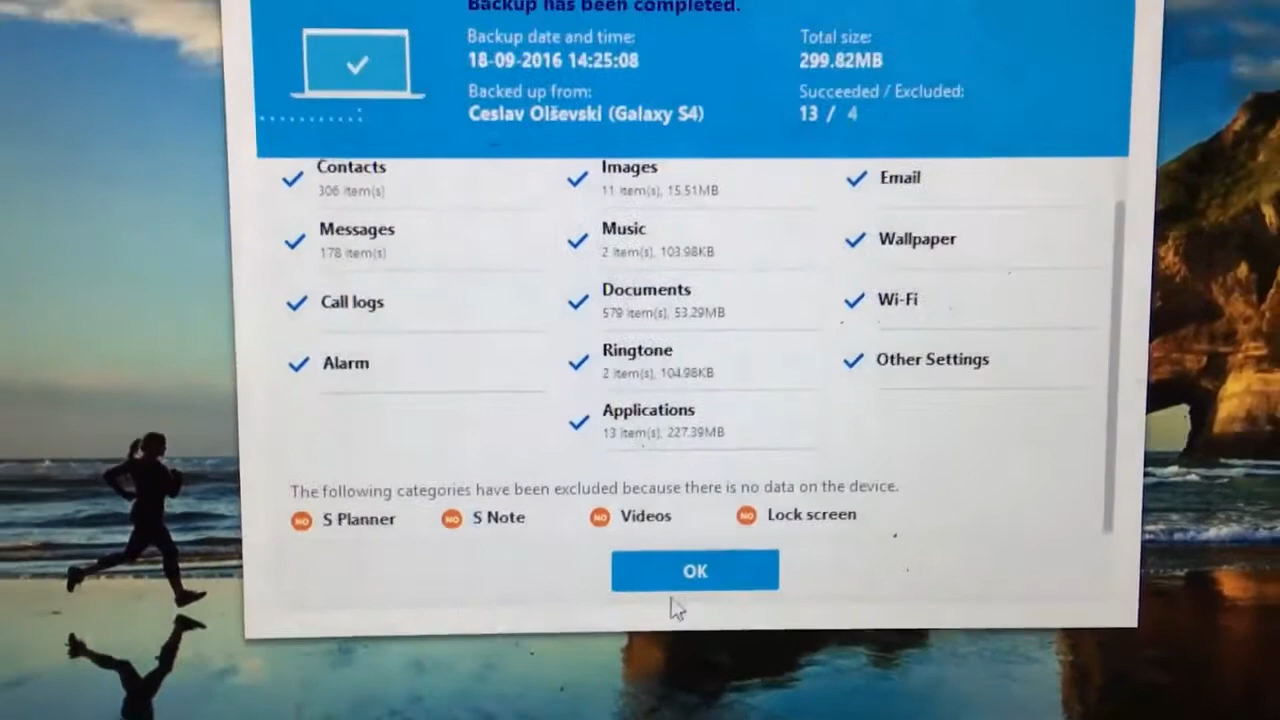 Backup has been completed.
Backup date and time:
18-09-2016 14:25:08
Total size:
299.82MB
Backed up from:
Ceslav Olševski (Galaxy S4)
Succeeded / Excluded:
13 / 4
Contacts
306 item(s)
Images
11 item(s), 15.51MB
Email
Messages
178 item(s)
Music
2 item(s), 103.98KB
Wallpaper
Call logs
Documents
579 item(s), 53.29MB
Wi-Fi
Alarm
Ringtone
2 item(s), 104.98KB
Other Settings
Applications
13 item(s), 227.39MB
The following categories have been excluded because there is no data on the device.
NO S Planner NO S Note NO Videos NO Lock screen
OK